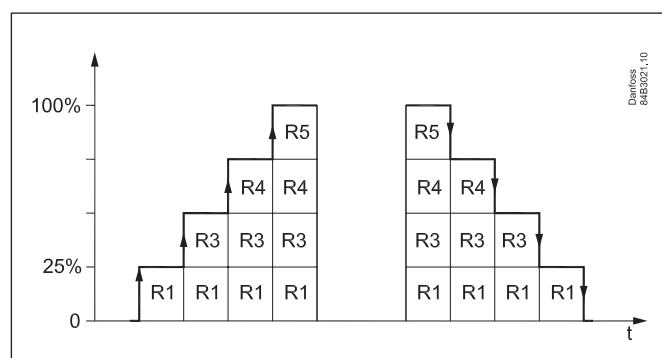 Danfoss
84B3021.10
100%
R5 R5
R4 R4 R4 R4
R3 R3 R3 R3 R3 R3
25%
R1 R1 R1 R1 R1 R1 R1 R1
0
t